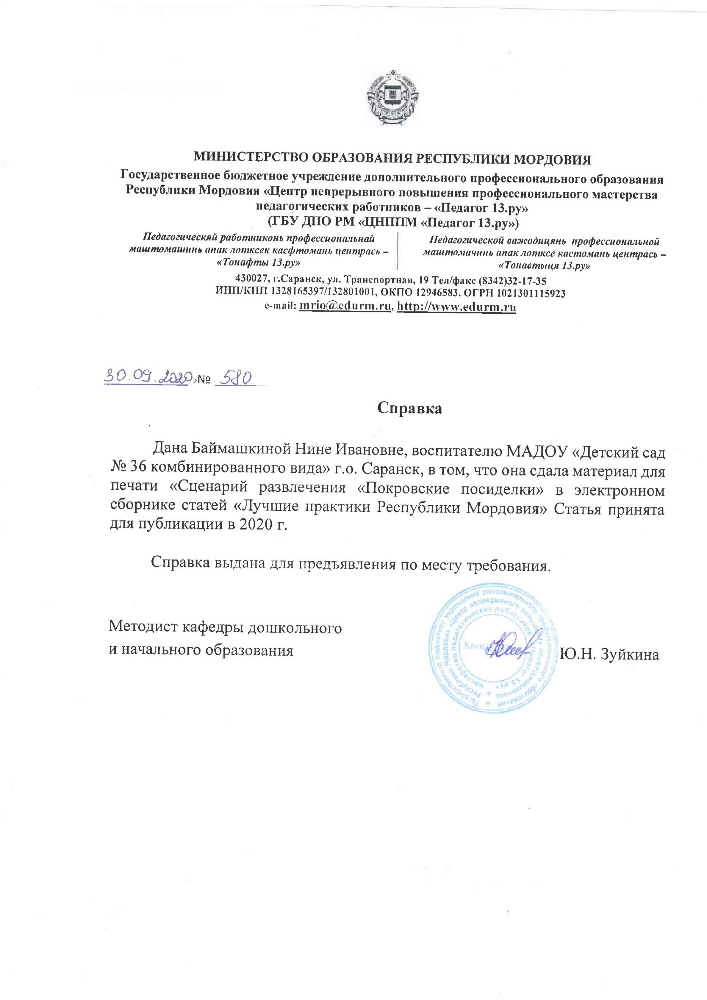 МИНИСТЕРСТВО ОБРАЗОВАНИЯ РЕСПУБЛИКИ МОРДОВИЯ
Государственное бюджетное учреждение дополнительного профессионального образования
Республики Мордовия «Центр непрерывного повышения профессионального мастерства
педагогических работников – «Педагог 13.ру»
(ГБУ ДПО РМ «ЦНППМ «Педагог 13.ру»)
Педагогическяй работниконь профессиональнай
маштомашинь апак лотксек касфтомань центрась –
«Тонафты 13.ру»
Педагогической важодицянь профессиональной
маштомачинь апак лотксе кастомань центрась –
«Тонавтыця 13.ру»
430027, г.Саранск, ул. Транспортная, 19 Тел/факс (8342)32-17-35
ИНН/КПП 1328165397/132801001, ОКПО 12946583, ОГРН 1021301115923
e-mail: mrio@edurm.ru, http://www.edurm.ru
30.09.2020. № 580
Справка
Дана Баймашкиной Нине Ивановне, воспитателю МАДОУ «Детский сад
№ 36 комбинированного вида» г.о. Саранск, в том, что она сдала материал для
печати «Сценарий развлечения «Покровские посиделки» в электронном
сборнике статей «Лучшие практики Республики Мордовия» Статья принята
для публикации в 2020 г.
Справка выдана для предъявления по месту требования.
Методист кафедры дошкольного
и начального образования
Ю.Н. Зуйкина
Государственное бюджетное учреждение дополнительного профессионального образования
Республики Мордовия «Центр непрерывного повышения профессионального
мастерства педагогических работников «Педагог 13.ру»